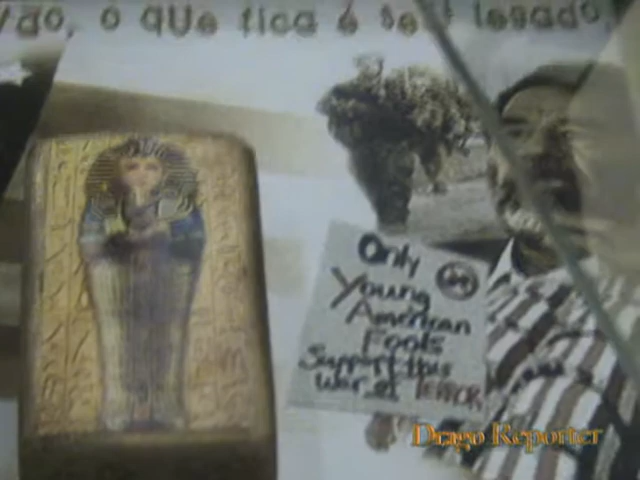 o que fica é seu legado,
Only
Young
American
Fools
Support this
war of TERROR
Drago Reporter